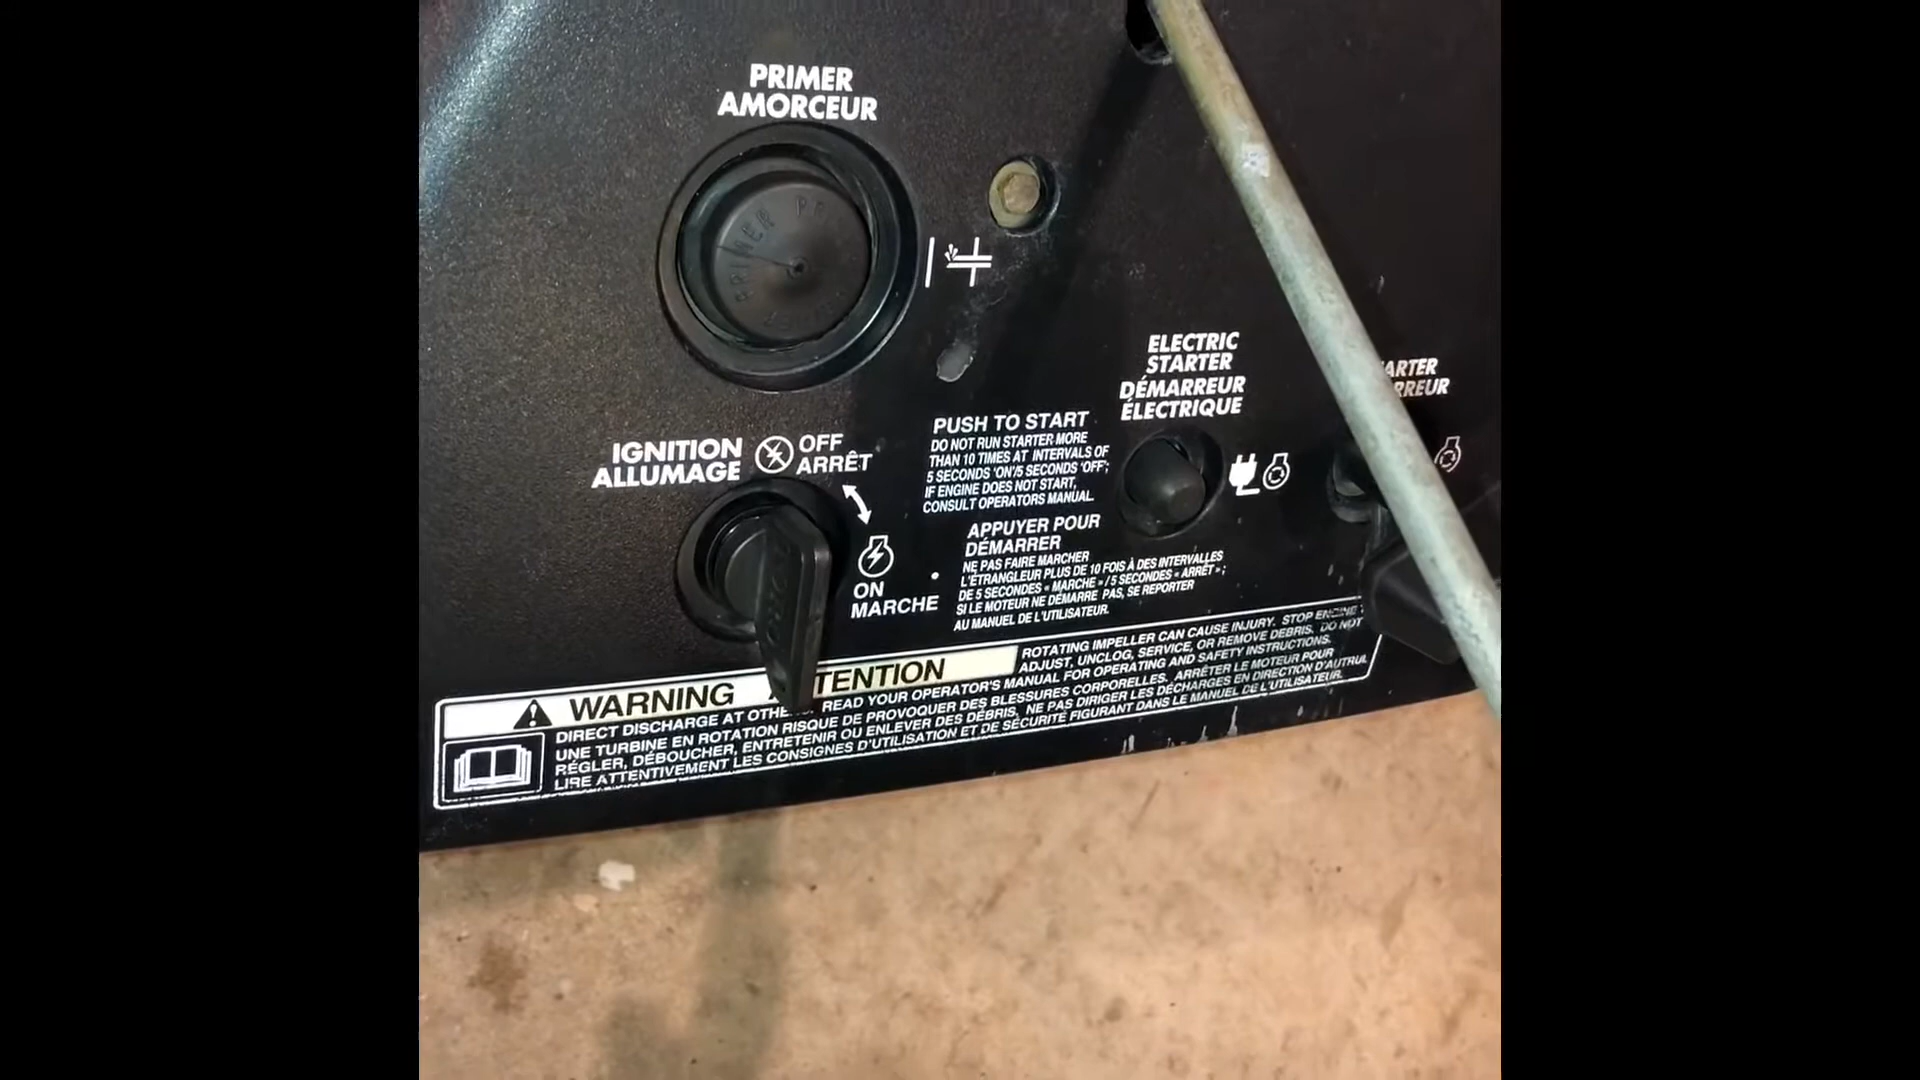 PRIMER
AMORCEUR
PRIMER
ELECTRIC
STARTER
DÉMARREUR
ÉLECTRIQUE
ARTER
RREUR
IGNITION
ALLUMAGE
OFF
ARRÊT
ON
MARCHE
PUSH TO START
DO NOT RUN STARTER MORE
THAN 10 TIMES AT INTERVALS OF
5 SECONDS 'ON'/5 SECONDS 'OFF';
IF ENGINE DOES NOT START,
CONSULT OPERATORS MANUAL.
APPUYER POUR
DÉMARRER
NE PAS FAIRE MARCHER
L'ÉTRANGLEUR PLUS DE 10 FOIS À DES INTERVALLES
DE 5 SECONDES « MARCHE » / 5 SECONDES « ARRÊT » ;
SI LE MOTEUR NE DÉMARRE PAS, SE REPORTER
AU MANUEL DE L'UTILISATEUR.
WARNING TENTION
ROTATING IMPELLER CAN CAUSE INJURY. STOP ENGINE
ADJUST, UNCLOG, SERVICE, OR REMOVE DEBRIS. DO NOT
DIRECT DISCHARGE AT OTHE READ YOUR OPERATOR'S MANUAL FOR OPERATING AND SAFETY INSTRUCTIONS.
UNE TURBINE EN ROTATION RISQUE DE PROVOQUER DES BLESSURES CORPORELLES. ARRÊTER LE MOTEUR POUR
RÉGLER, DÉBOUCHER, ENTRETENIR OU ENLEVER DES DÉBRIS. NE PAS DIRIGER LES DÉCHARGES EN DIRECTION D'AUTRUI.
LIRE ATTENTIVEMENT LES CONSIGNES D'UTILISATION ET DE SÉCURITÉ FIGURANT DANS LE MANUEL DE L'UTILISATEUR.